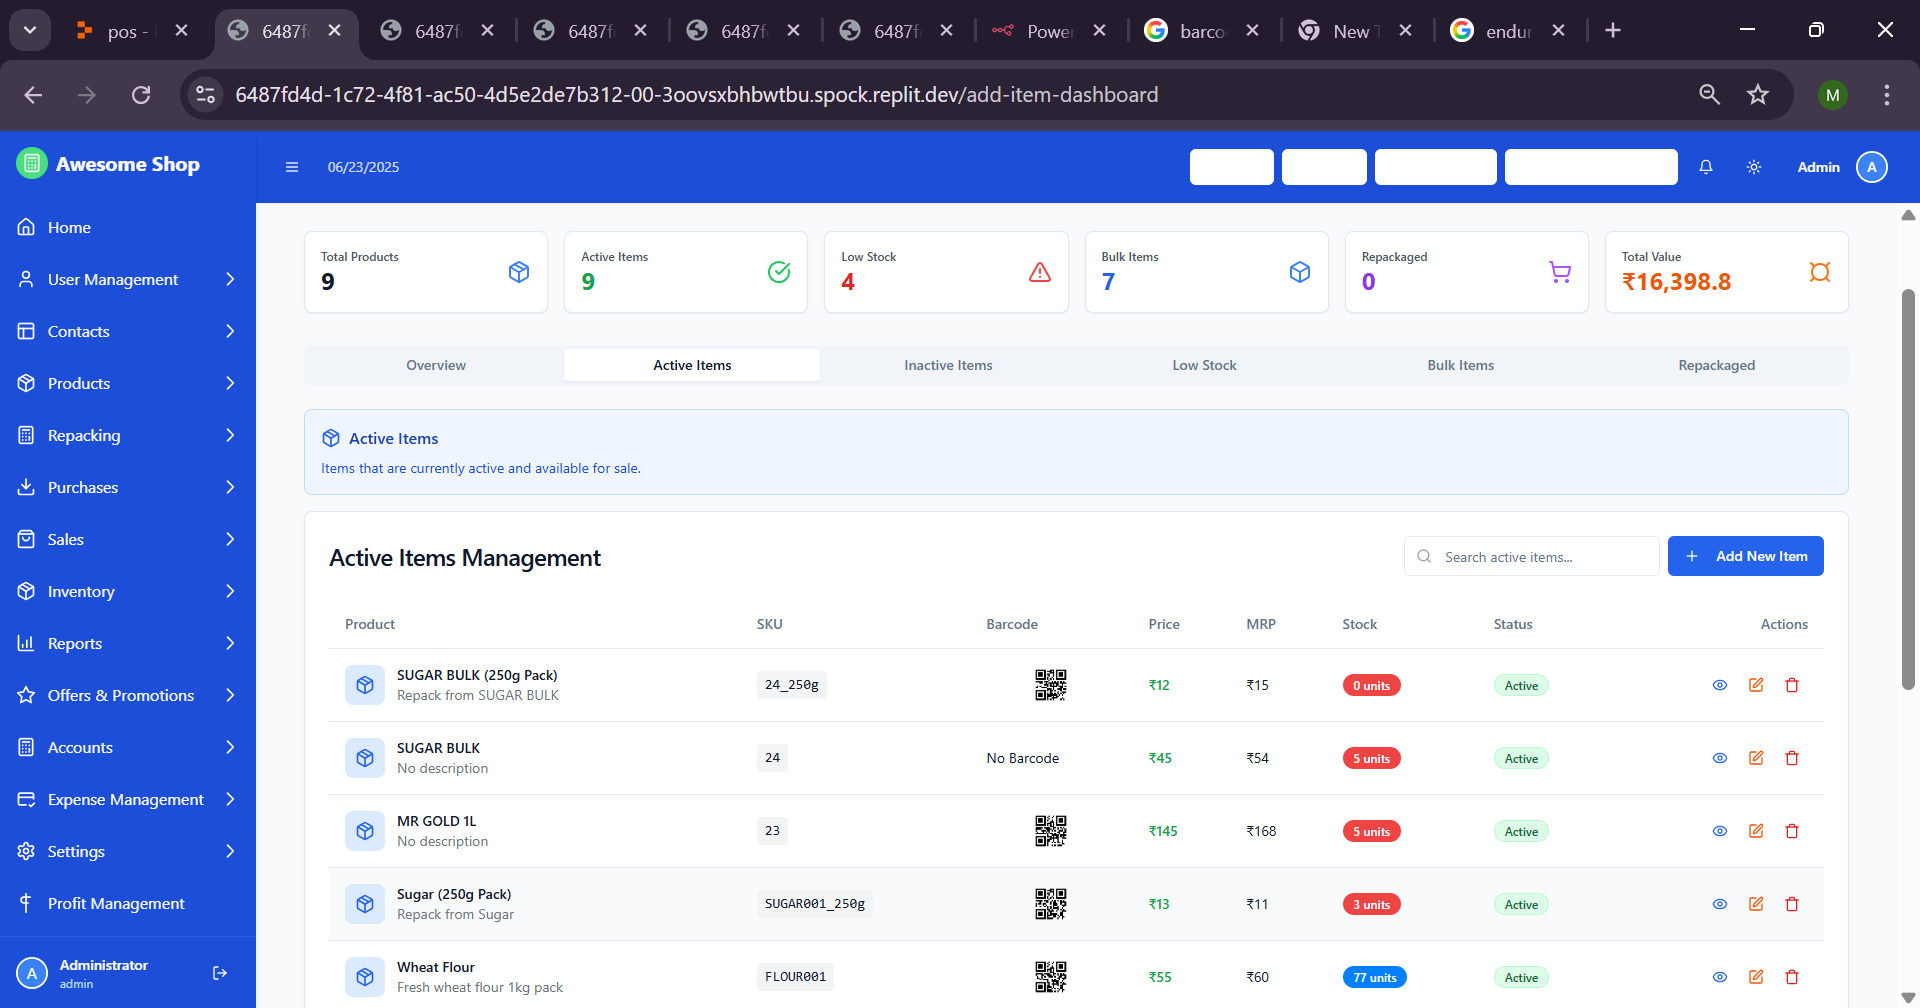 pos -
6487f
6487f
6487f
6487f
6487f
Power
barco
New T
endur
6487fd4d-1c72-4f81-ac50-4d5e2de7b312-00-3oovsxbhbwtbu.spock.replit.dev/add-item-dashboard
M
Awesome Shop
06/23/2025
Admin
A
Home
User Management
Contacts
Products
Repacking
Purchases
Sales
Inventory
Reports
Offers & Promotions
Accounts
Expense Management
Settings
Profit Management
A
Administrator
admin
Total Products
9
Active Items
9
Low Stock
4
Bulk Items
7
Repackaged
0
Total Value
₹16,398.8
Overview
Active Items
Inactive Items
Low Stock
Bulk Items
Repackaged
Active Items
Items that are currently active and available for sale.
Active Items Management
Search active items...
Add New Item
Product SKU Barcode Price MRP Stock Status Actions
SUGAR BULK (250g Pack)
Repack from SUGAR BULK
24_250g ₹12 ₹15 0 units Active
SUGAR BULK
No description
24 No Barcode ₹45 ₹54 5 units Active
MR GOLD 1L
No description
23 ₹145 ₹168 5 units Active
Sugar (250g Pack)
Repack from Sugar
SUGAR001_250g ₹13 ₹11 3 units Active
Wheat Flour
Fresh wheat flour 1kg pack
FLOUR001 ₹55 ₹60 77 units Active